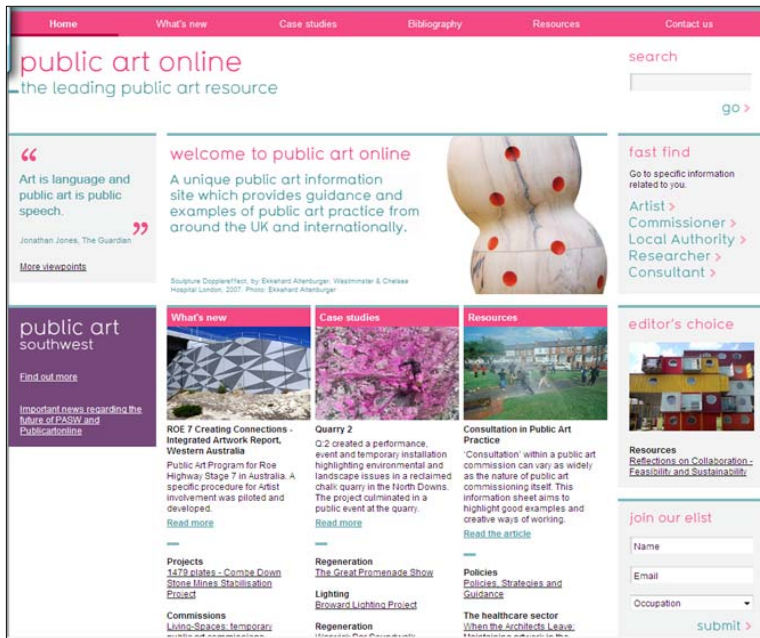 Home
What's new
Case studies
Bibliography
Resources
Contact us
public art online
the leading public art resource
search
go >
“
Art is language and
public art is public
speech.
”
Jonathan Jones, The Guardian
More viewpoints
welcome to public art online
A unique public art information
site which provides guidance and
examples of public art practice from
around the UK and internationally.
Sculpture Dopplereffect, by Ekkehard Altenburger, Westminster & Chelsea
Hospital London. 2007. Photo: Ekkehard Altenburger
fast find
Go to specific information
related to you.
Artist >
Commissioner >
Local Authority >
Researcher >
Consultant >
public art
southwest
Find out more
Important news regarding the
future of PASW and
Publicartonline
What's new
ROE 7 Creating Connections -
Integrated Artwork Report,
Western Australia
Public Art Program for Roe
Highway Stage 7 in Australia. A
specific procedure for Artist
involvement was piloted and
developed.
Read more
Projects
1479 plates - Combe Down
Stone Mines Stabilisation
Project
Commissions
Living-Spaces: temporary
public art commissions
Case studies
Quarry 2
Q:2 created a performance,
event and temporary installation
highlighting environmental and
landscape issues in a reclaimed
chalk quarry in the North Downs.
The project culminated in a
public event at the quarry.
Read more
Regeneration
The Great Promenade Show
Lighting
Broward Lighting Project
Regeneration
Resources
Consultation in Public Art
Practice
'Consultation' within a public art
commission can vary as widely
as the nature of public art
commissioning itself. This
information sheet aims to
highlight good examples and
creative ways of working.
Read the article
Policies
Policies, Strategies and
Guidance
The healthcare sector
When the Architects Leave:
Maintaining artwork in the
editor's choice
Resources
Reflections on Collaboration -
Feasibility and Sustainability
join our elist
Name
Email
Occupation
submit >